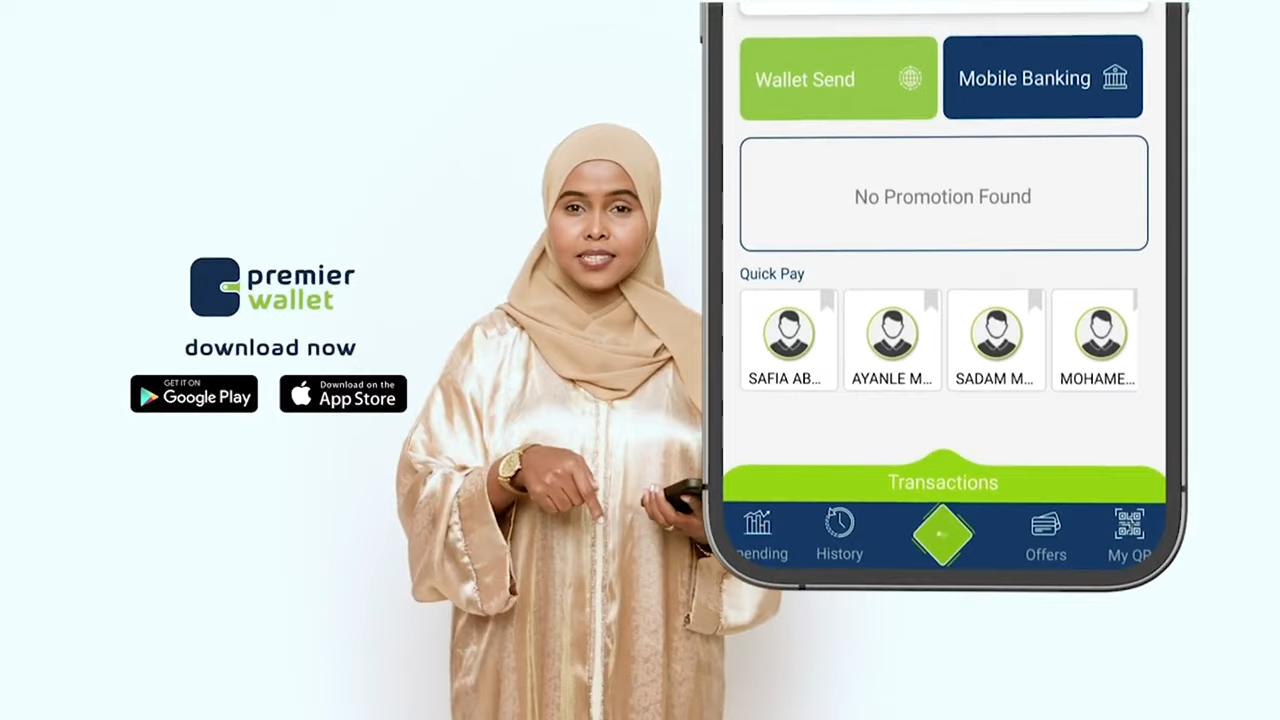 premier
wallet
download now
GET IT ON
Google Play
Download on the
App Store
Wallet Send
Mobile Banking
No Promotion Found
Quick Pay
SAFIA AB...
AYANLE M...
SADAM M...
MOHAME...
Transactions
pending
History
Offers
My QR